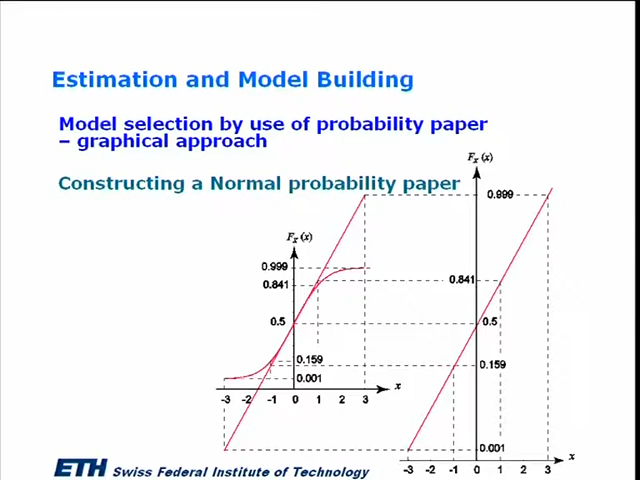 Estimation and Model Building
Model selection by use of probability paper
– graphical approach
Constructing a Normal probability paper
F_X (x)
0.999
0.841
0.5
0.159
0.001
-3 -2 -1 0 1 2 3 x
F_X (x)
0.999
0.841
0.5
0.159
0.001
-3 -2 -1 0 1 2 3 x
ETH Swiss Federal Institute of Technology